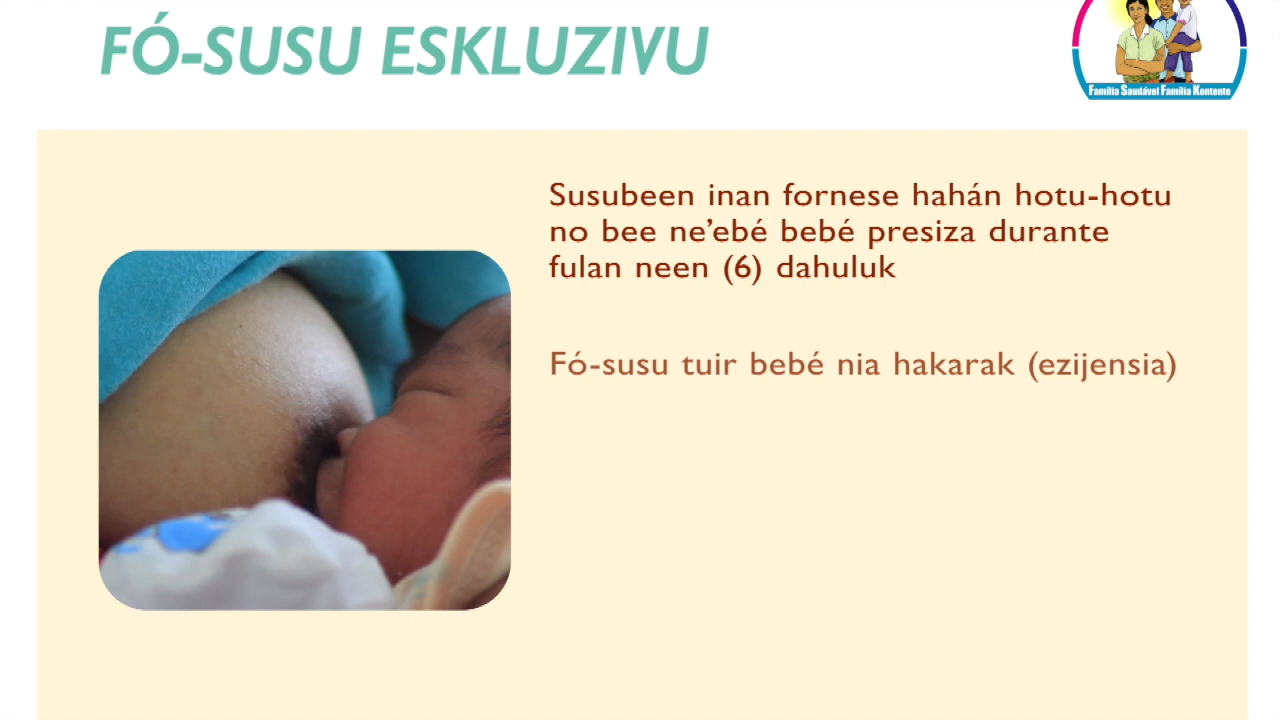 FÓ-SUSU ESKLUZIVU
Família Saudável Família Kontente
Susubeen inan fornese hahán hotu-hotu
no bee ne’ebé bebé presiza durante
fulan neen (6) dahuluk
Fó-susu tuir bebé nia hakarak (ezijensia)